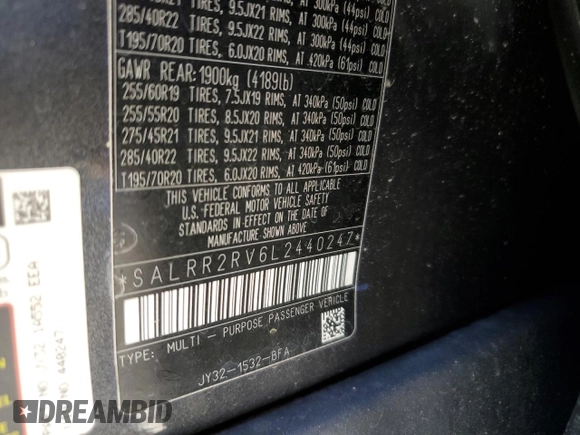 285/40R22 TIRES, 9.5JX21 RIMS, AT 300kPa (44psi)
T195/70R20 TIRES, 9.5JX22 RIMS, AT 300kPa (44psi) COLD
TIRES, 6.0JX20 RIMS, AT 420kPa (61psi) COLD
GAWR REAR:1900kg (4189lb)
255/60R19 TIRES, 7.5JX19 RIMS, AT 340kPa (50psi) COLD
255/55R20 TIRES, 8.5JX20 RIMS, AT 340kPa (50psi) COLD
275/45R21 TIRES, 9.5JX21 RIMS, AT 340kPa (50psi) COLD
285/40R22 TIRES, 9.5JX22 RIMS, AT 340kPa (50psi) COLD
T195/70R20 TIRES, 6.0JX20 RIMS, AT 420kPa (61psi) COLD
THIS VEHICLE CONFORMS TO ALL APPLICABLE
U.S.FEDERAL MOTOR VEHICLE SAFETY
STANDARDS IN EFFECT ON THE DATE OF
MANUFACTURE SHOWN ABOVE
*SALRR2RV6L2440247*
TYPE: MULTI - PURPOSE PASSENGER VEHICLE
JY32-1532-BFA
440247
DREAMBID